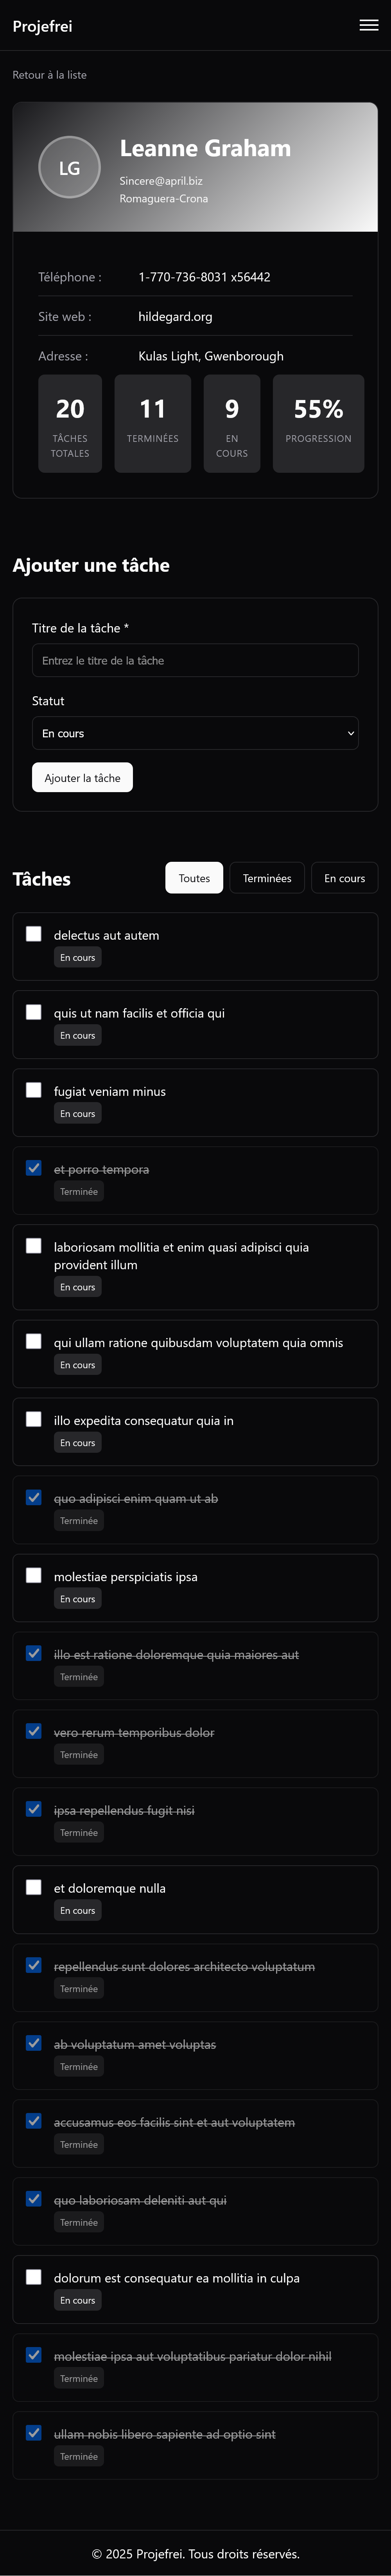 Projefrei
Retour à la liste
LG
Leanne Graham
Sincere@april.biz
Romaguera-Crona
Téléphone : 1-770-736-8031 x56442
Site web : hildegard.org
Adresse : Kulas Light, Gwenborough
20
TÂCHES
TOTALES
11
TERMINÉES
9
EN
COURS
55%
PROGRESSION
Ajouter une tâche
Titre de la tâche *
Entrez le titre de la tâche
Statut
En cours
Ajouter la tâche
Tâches
Toutes
Terminées
En cours
delectus aut autem
En cours
quis ut nam facilis et officia qui
En cours
fugiat veniam minus
En cours
et porro tempora
Terminée
laboriosam mollitia et enim quasi adipisci quia
provident illum
En cours
qui ullam ratione quibusdam voluptatem quia omnis
En cours
illo expedita consequatur quia in
En cours
quo adipisci enim quam ut ab
Terminée
molestiae perspiciatis ipsa
En cours
illo est ratione doloremque quia maiores aut
Terminée
vero rerum temporibus dolor
Terminée
ipsa repellendus fugit nisi
Terminée
et doloremque nulla
En cours
repellendus sunt dolores architecto voluptatum
Terminée
ab voluptatum amet voluptas
Terminée
accusamus eos facilis sint et aut voluptatem
Terminée
quo laboriosam deleniti aut qui
Terminée
dolorum est consequatur ea mollitia in culpa
En cours
molestiae ipsa aut voluptatibus pariatur dolor nihil
Terminée
ullam nobis libero sapiente ad optio sint
Terminée
© 2025 Projefrei. Tous droits réservés.